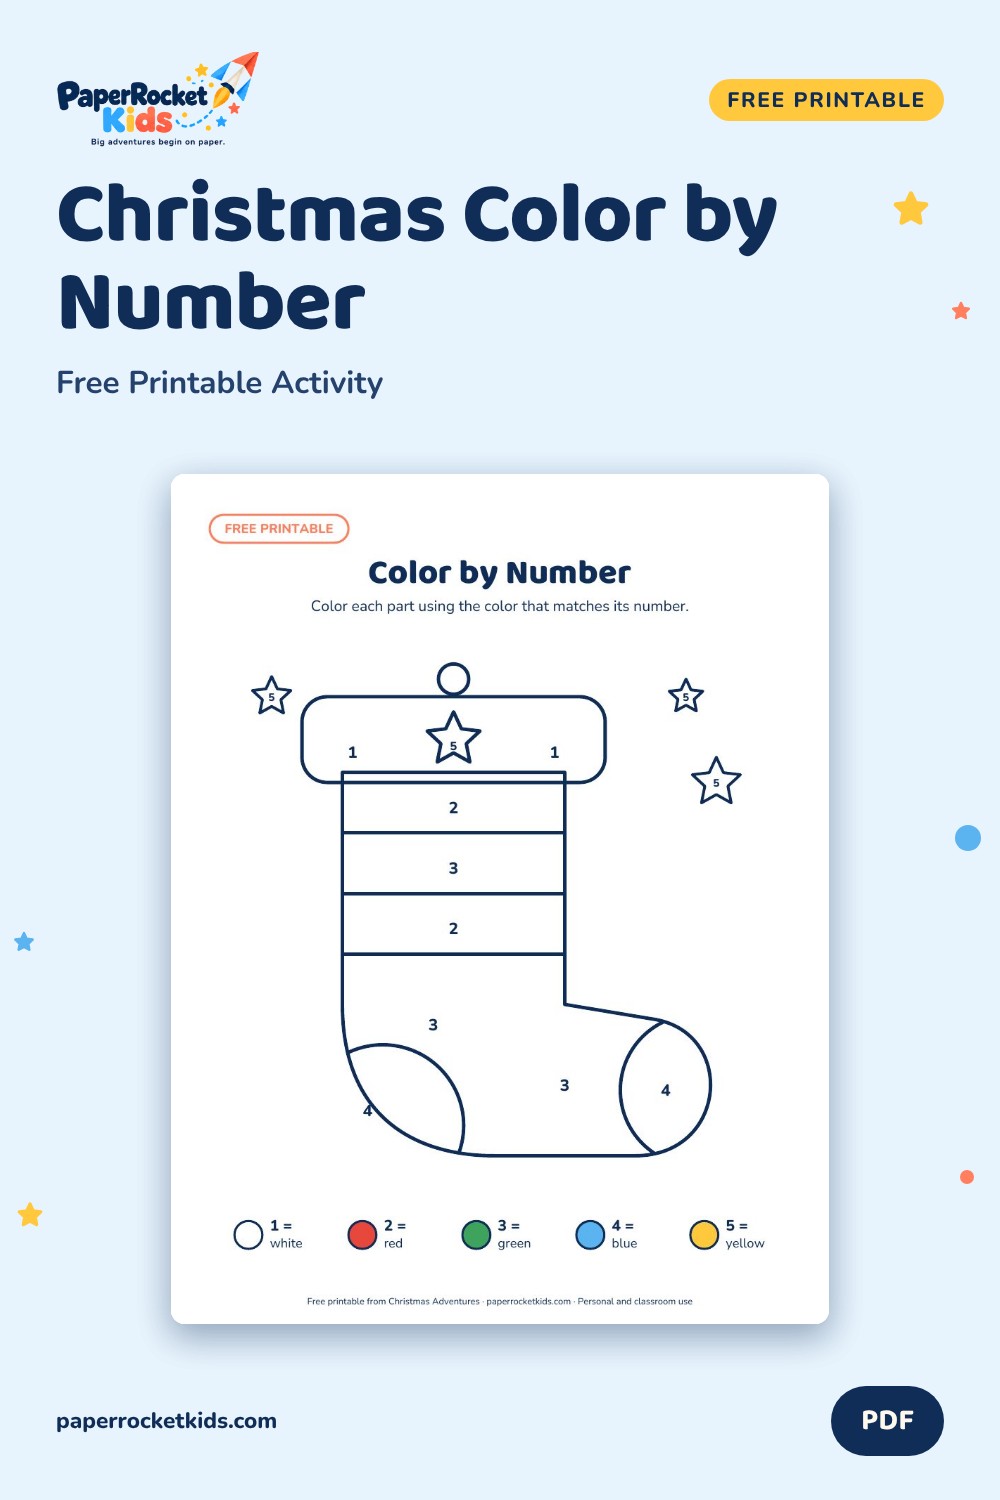 PaperRocket
Kids
Big adventures begin on paper.
FREE PRINTABLE
Christmas Color by
Number
Free Printable Activity
FREE PRINTABLE
Color by Number
Color each part using the color that matches its number.
5
5
5
1
1
5
2
3
2
3
3
4
4
1 =
white
2 =
red
3 =
green
4 =
blue
5 =
yellow
Free printable from Christmas Adventures · paperrocketkids.com · Personal and classroom use
paperrocketkids.com
PDF